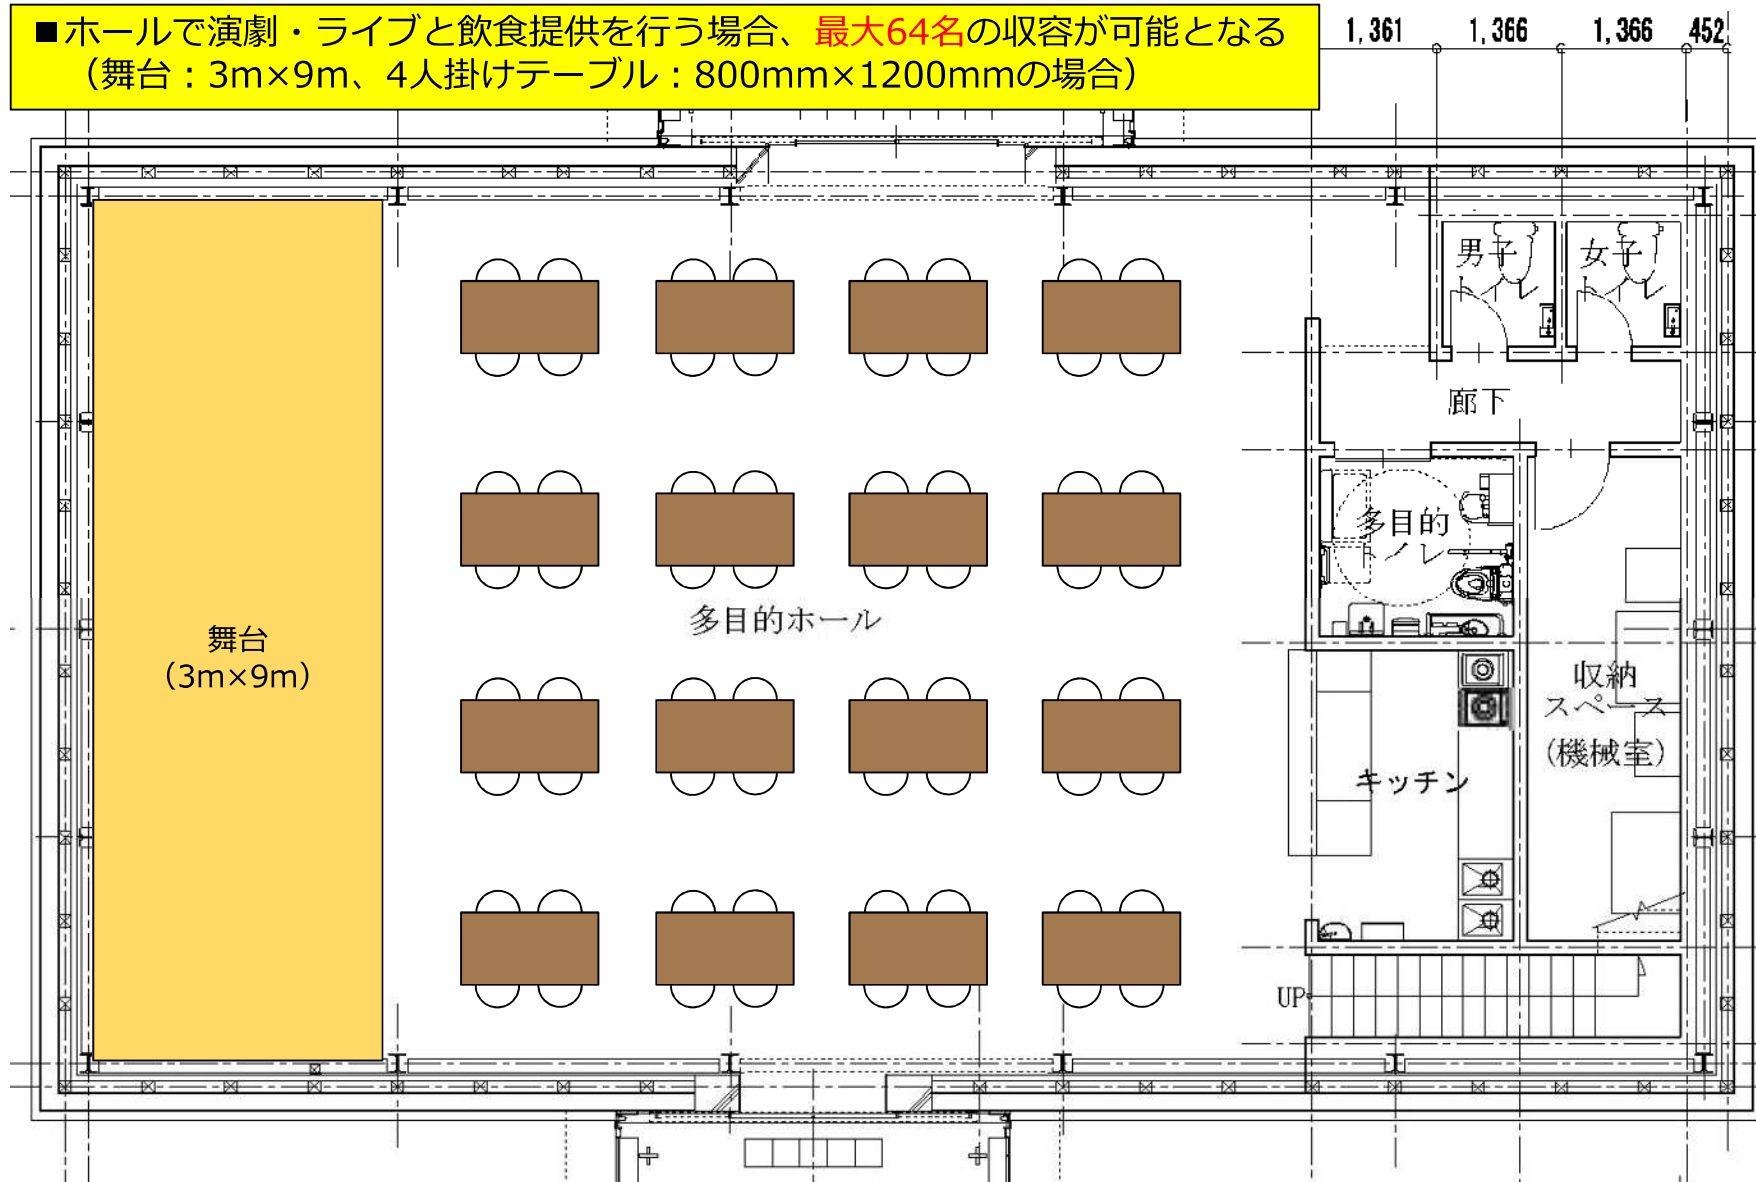 ■ホールで演劇・ライブと飲食提供を行う場合、最大64名の収容が可能となる
（舞台：3m×9m、4人掛けテーブル：800mm×1200mmの場合）
1,361 1,366 1,366 452
男子
トイレ
女子
トイレ
廊下
多目的
多目的ホール
舞台
（3m×9m）
収納
スペース
(機械室)
キッチン
UP